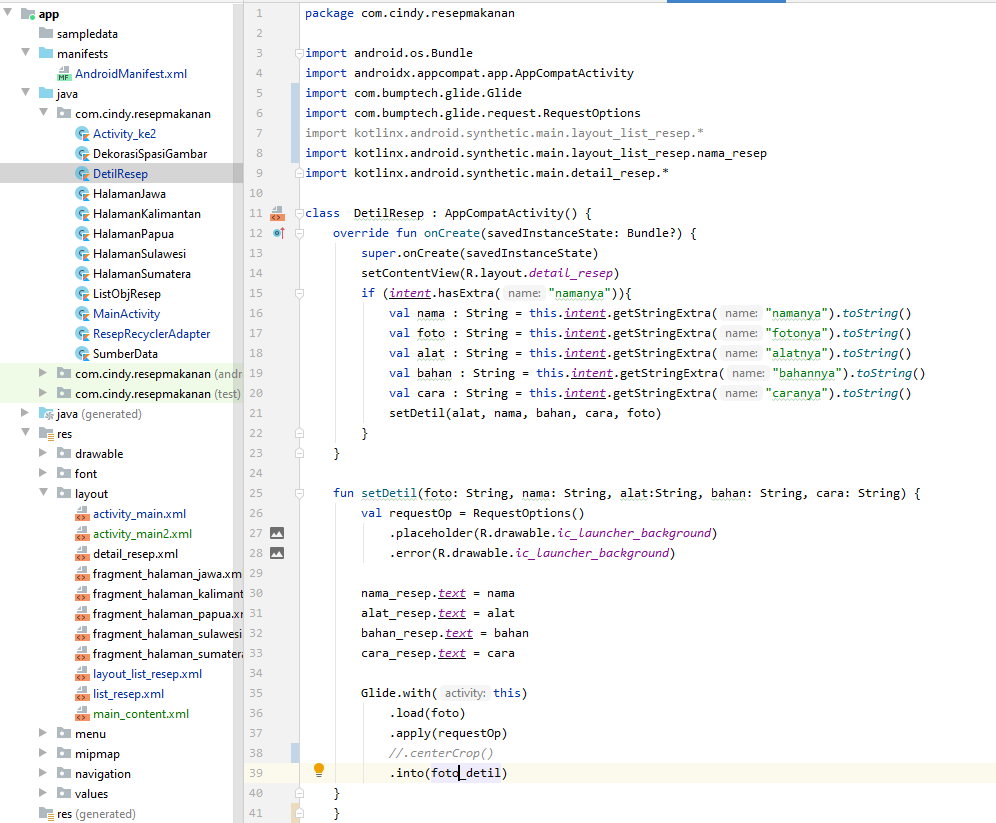 app
sampledata
manifests
AndroidManifest.xml
java
com.cindy.resepmakanan
Activity_ke2
DekorasiSpasiGambar
DetilResep
HalamanJawa
HalamanKalimantan
HalamanPapua
HalamanSulawesi
HalamanSumatera
ListObjResep
MainActivity
ResepRecyclerAdapter
SumberData
com.cindy.resepmakanan (andr
com.cindy.resepmakanan (test)
java (generated)
res
drawable
font
layout
activity_main.xml
activity_main2.xml
detail_resep.xml
fragment_halaman_jawa.xm
fragment_halaman_kalimant
fragment_halaman_papua.xr
fragment_halaman_sulawesi
fragment_halaman_sumatera
layout_list_resep.xml
list_resep.xml
main_content.xml
menu
mipmap
navigation
values
res (generated)
1 package com.cindy.resepmakanan
2
3 import android.os.Bundle
4 import androidx.appcompat.app.AppCompatActivity
5 import com.bumptech.glide.Glide
6 import com.bumptech.glide.request.RequestOptions
7 import kotlinx.android.synthetic.main.layout_list_resep.*
8 import kotlinx.android.synthetic.main.layout_list_resep.nama_resep
9 import kotlinx.android.synthetic.main.detail_resep.*
10
11 class  DetilResep : AppCompatActivity() {
12     override fun onCreate(savedInstanceState: Bundle?) {
13         super.onCreate(savedInstanceState)
14         setContentView(R.layout.detail_resep)
15         if (intent.hasExtra( name: "namanya")){
16             val nama : String = this.intent.getStringExtra( name: "namanya").toString()
17             val foto : String = this.intent.getStringExtra( name: "fotonya").toString()
18             val alat : String = this.intent.getStringExtra( name: "alatnya").toString()
19             val bahan : String = this.intent.getStringExtra( name: "bahannya").toString()
20             val cara : String = this.intent.getStringExtra( name: "caranya").toString()
21             setDetil(alat, nama, bahan, cara, foto)
22         }
23     }
24
25     fun setDetil(foto: String, nama: String, alat:String, bahan: String, cara: String) {
26         val requestOp = RequestOptions()
27             .placeholder(R.drawable.ic_launcher_background)
28             .error(R.drawable.ic_launcher_background)
29
30         nama_resep.text = nama
31         alat_resep.text = alat
32         bahan_resep.text = bahan
33         cara_resep.text = cara
34
35         Glide.with( activity: this)
36             .load(foto)
37             .apply(requestOp)
38             //.centerCrop()
39             .into(foto_detil)
40     }
41     }